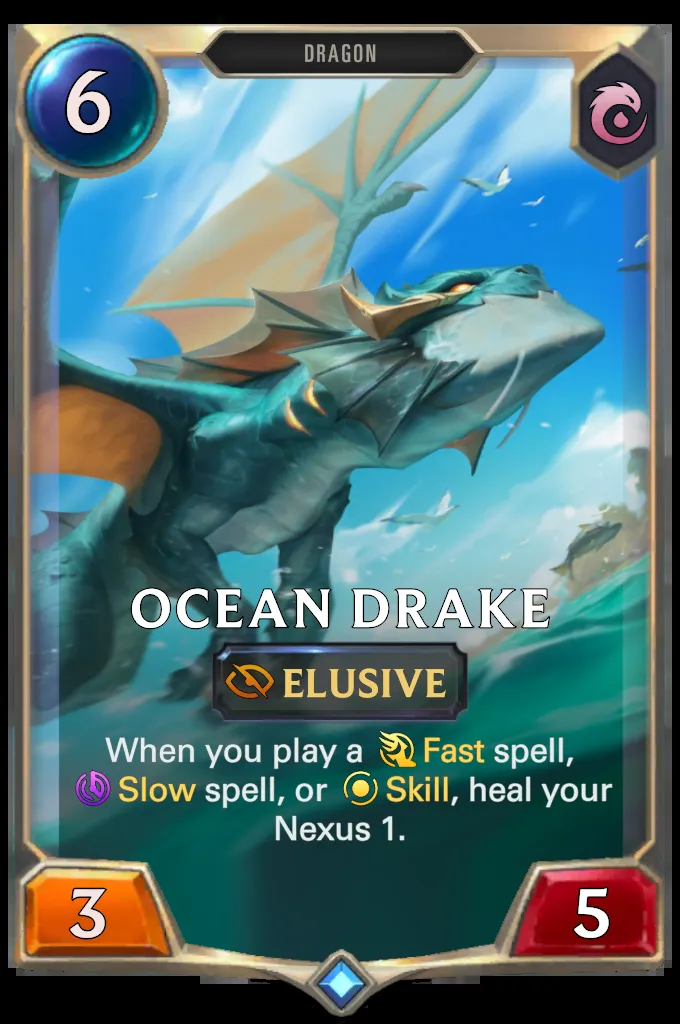 DRAGON
6
OCEAN DRAKE
ELUSIVE
When you play a Fast spell,
Slow spell, or Skill, heal your
Nexus 1.
3
5